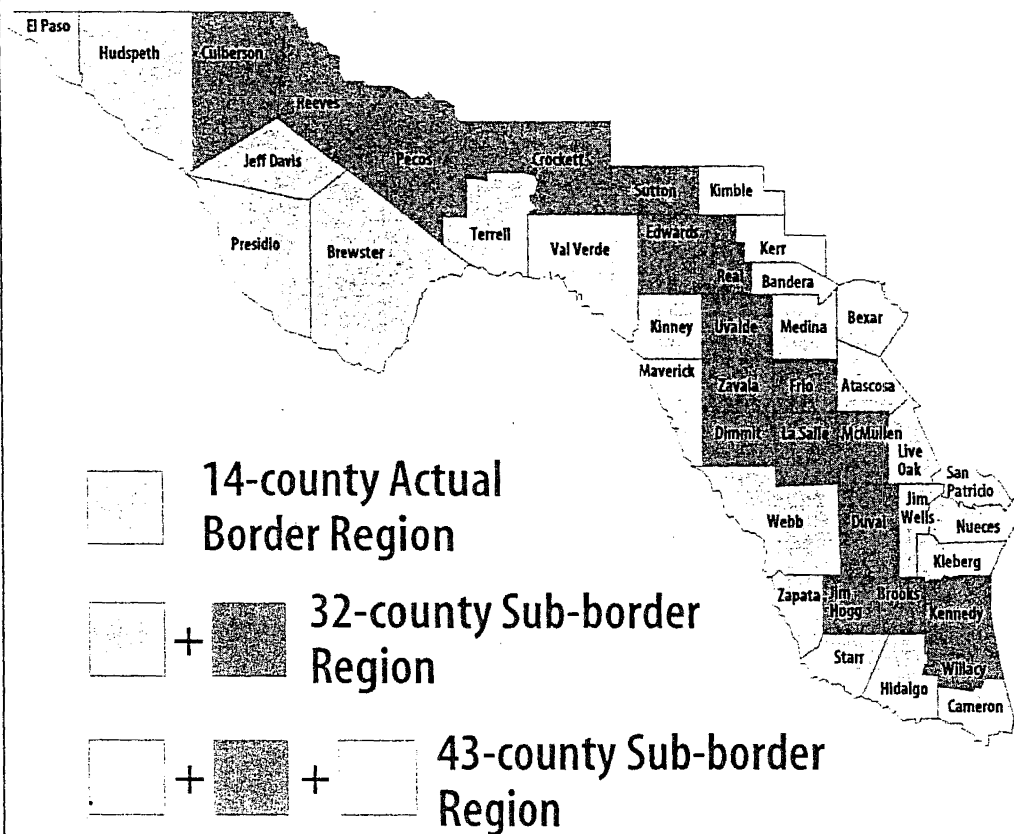 El Paso
Hudspeth
Culberson
Reeves
Jeff Davis
Pecos
Crockett
Presidio
Brewster
Terrell
Val Verde
Sutton
Kimble
Edwards
Kerr
Real
Bandera
Kinney
Uvalde
Medina
Bexar
Maverick
Zavala
Frio
Atascosa
Dimmit
La Salle
McMullen
Live
Oak
San
Patricio
Webb
Duval
Jim
Wells
Nueces
Kleberg
Zapata
Jim
Hogg
Brooks
Kennedy
Starr
Hidalgo
Willacy
Cameron
14-county Actual
Border Region
+
32-county Sub-border
Region
+ +
43-county Sub-border
Region